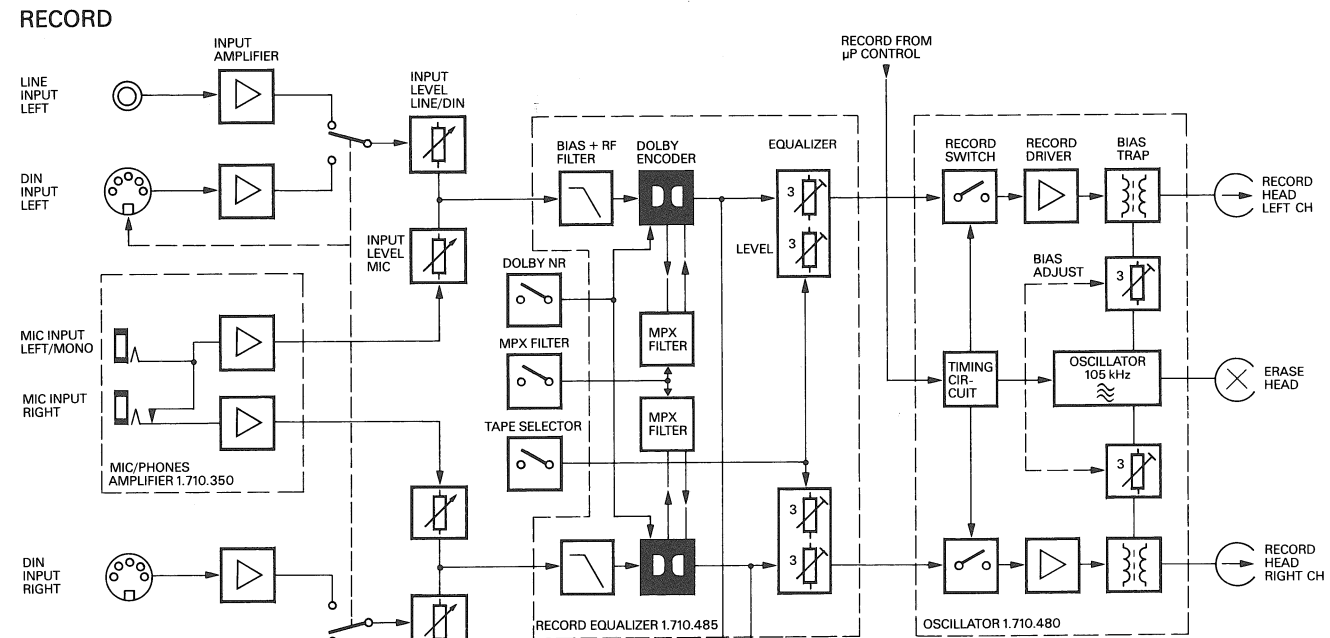 RECORD
INPUT
AMPLIFIER
LINE
INPUT
LEFT
INPUT
LEVEL
LINE/DIN
DIN
INPUT
LEFT
INPUT
LEVEL
MIC
MIC INPUT
LEFT/MONO
MIC INPUT
RIGHT
MIC/PHONES
AMPLIFIER 1.710.350
DIN
INPUT
RIGHT
BIAS + RF
FILTER
DOLBY
ENCODER
EQUALIZER
3
3
LEVEL
DOLBY NR
MPX FILTER
TAPE SELECTOR
MPX
FILTER
MPX
FILTER
3
3
RECORD EQUALIZER 1.710.485
RECORD FROM
µP CONTROL
RECORD
SWITCH
RECORD
DRIVER
BIAS
TRAP
RECORD
HEAD
LEFT CH
BIAS
ADJUST
3
TIMING
CIR-
CUIT
OSCILLATOR
105 kHz
ERASE
HEAD
3
RECORD
HEAD
RIGHT CH
OSCILLATOR 1.710.480